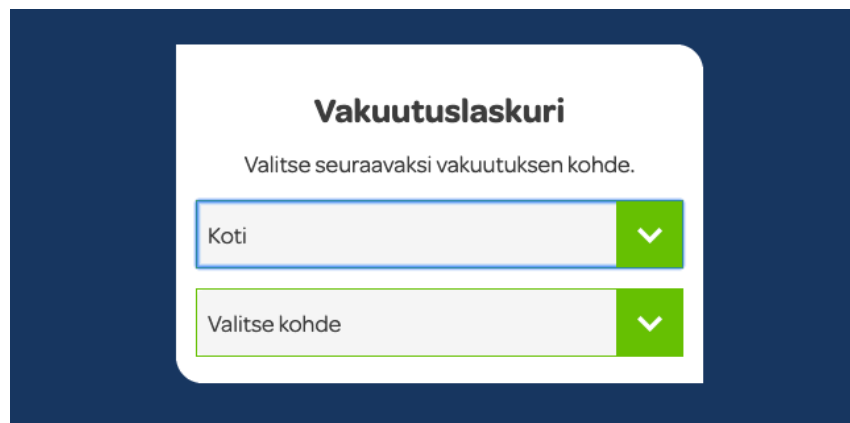 Vakuutuslaskuri
Valitse seuraavaksi vakuutuksen kohde.
Koti
Valitse kohde